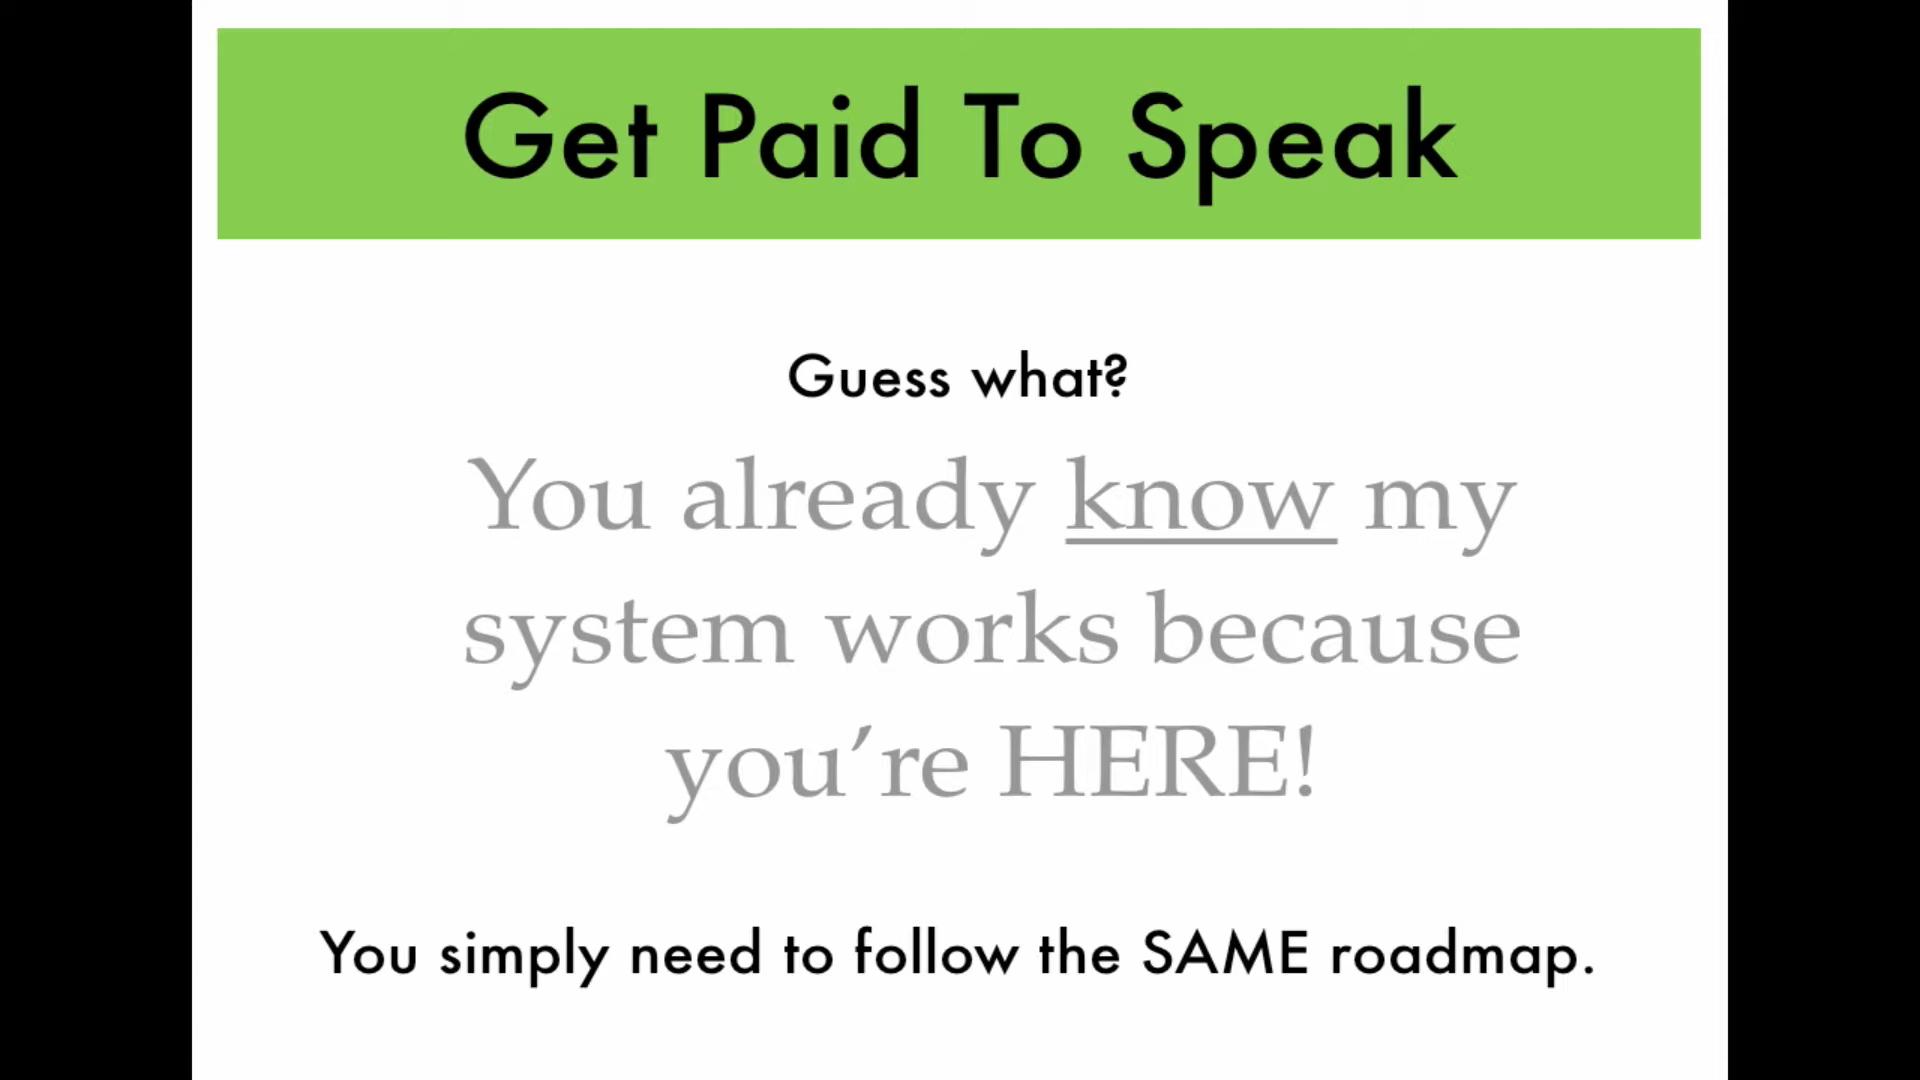 Get Paid To Speak
Guess what?
You already know my
system works because
you’re HERE!
You simply need to follow the SAME roadmap.